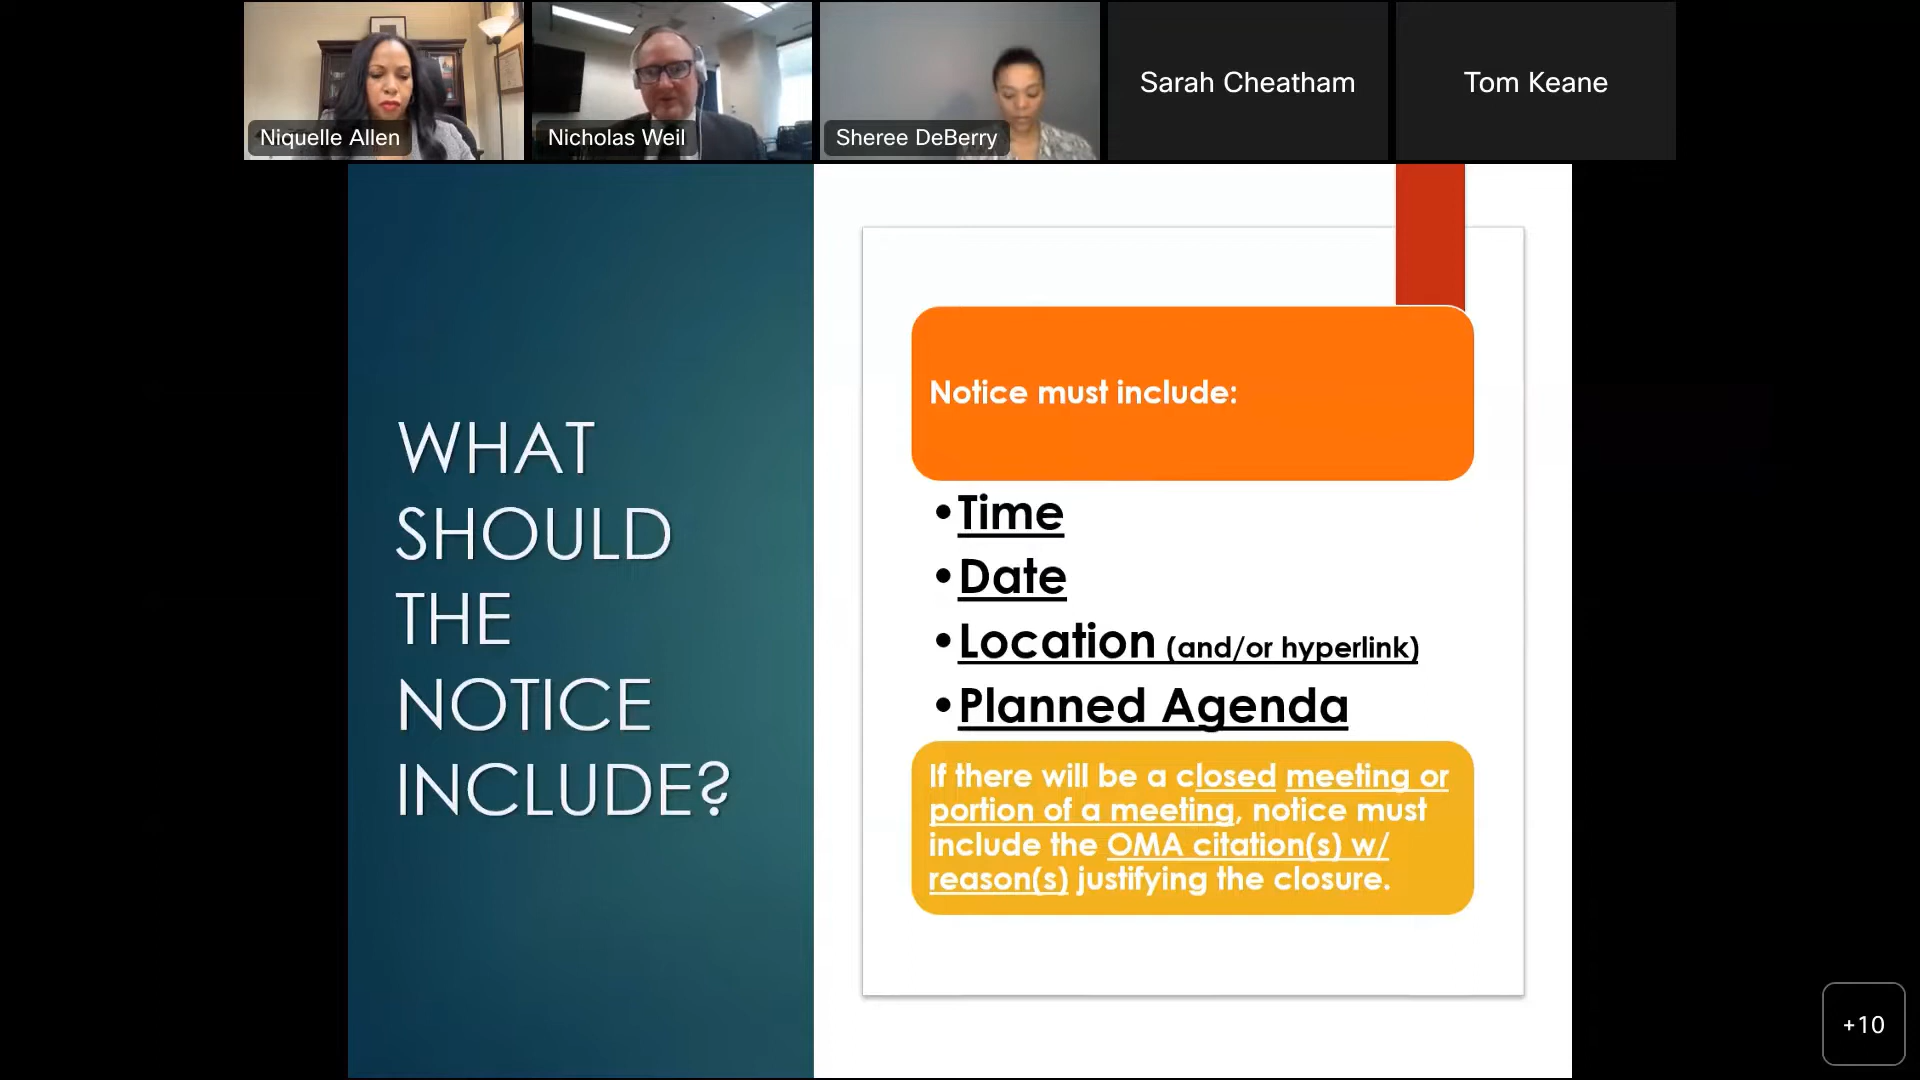 Niquelle Allen
Nicholas Weil
Sheree DeBerry
Sarah Cheatham
Tom Keane
WHAT
SHOULD
THE
NOTICE
INCLUDE?
Notice must include:
•Time
•Date
•Location (and/or hyperlink)
•Planned Agenda
If there will be a closed meeting or
portion of a meeting, notice must
include the OMA citation(s) w/
reason(s) justifying the closure.
+10